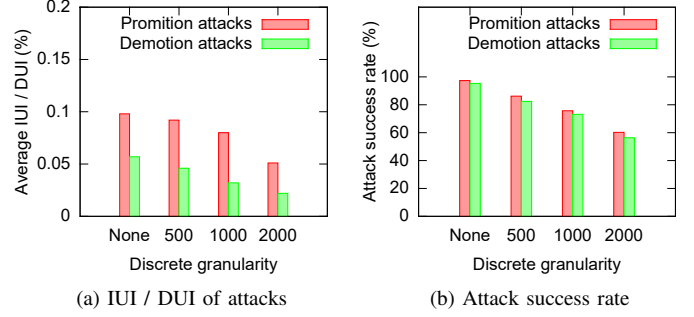 Promition attacks
Demotion attacks
Average IUI / DUI (%)
0.2
0.15
0.1
0.05
0
None 500 1000 2000
Discrete granularity
(a) IUI / DUI of attacks
Promition attacks
Demotion attacks
Attack success rate (%)
100
80
60
40
20
0
None 500 1000 2000
Discrete granularity
(b) Attack success rate